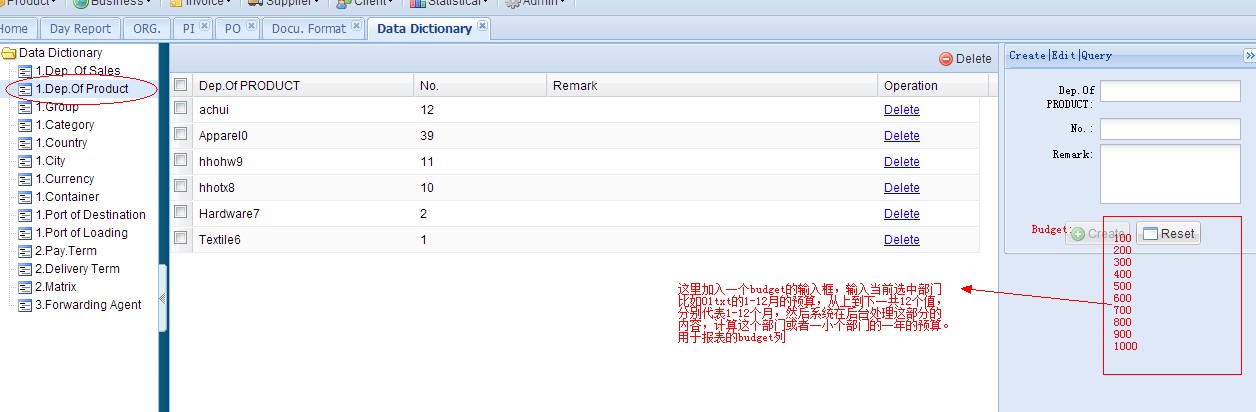 Product
Business
Invoice
Supplier
Client
Statistical
Admin
Home
Day Report
ORG.
PI
PO
Docu. Format
Data Dictionary
Data Dictionary
1.Dep. Of Sales
1.Dep.Of Product
1.Group
1.Category
1.Country
1.City
1.Currency
1.Container
1.Port of Destination
1.Port of Loading
2.Pay.Term
2.Delivery Term
2.Matrix
3.Forwarding Agent
Delete
Dep.Of PRODUCT No. Remark Operation
achui 12 Delete
Apparel0 39 Delete
hhohw9 11 Delete
hhotx8 10 Delete
Hardware7 2 Delete
Textile6 1 Delete
这里加入一个budget的输入框，输入当前选中部门
比如01txt的1-12月的预算，从上到下一共12个值，
分别代表1-12个月，然后系统在后台处理这部分的
内容，计算这个部门或者一小个部门的一年的预算。
用于报表的budget列
Create|Edit|Query
Dep.Of
PRODUCT:
No.:
Remark:
Budget:
Create
Reset
100
200
300
400
500
600
700
800
900
1000